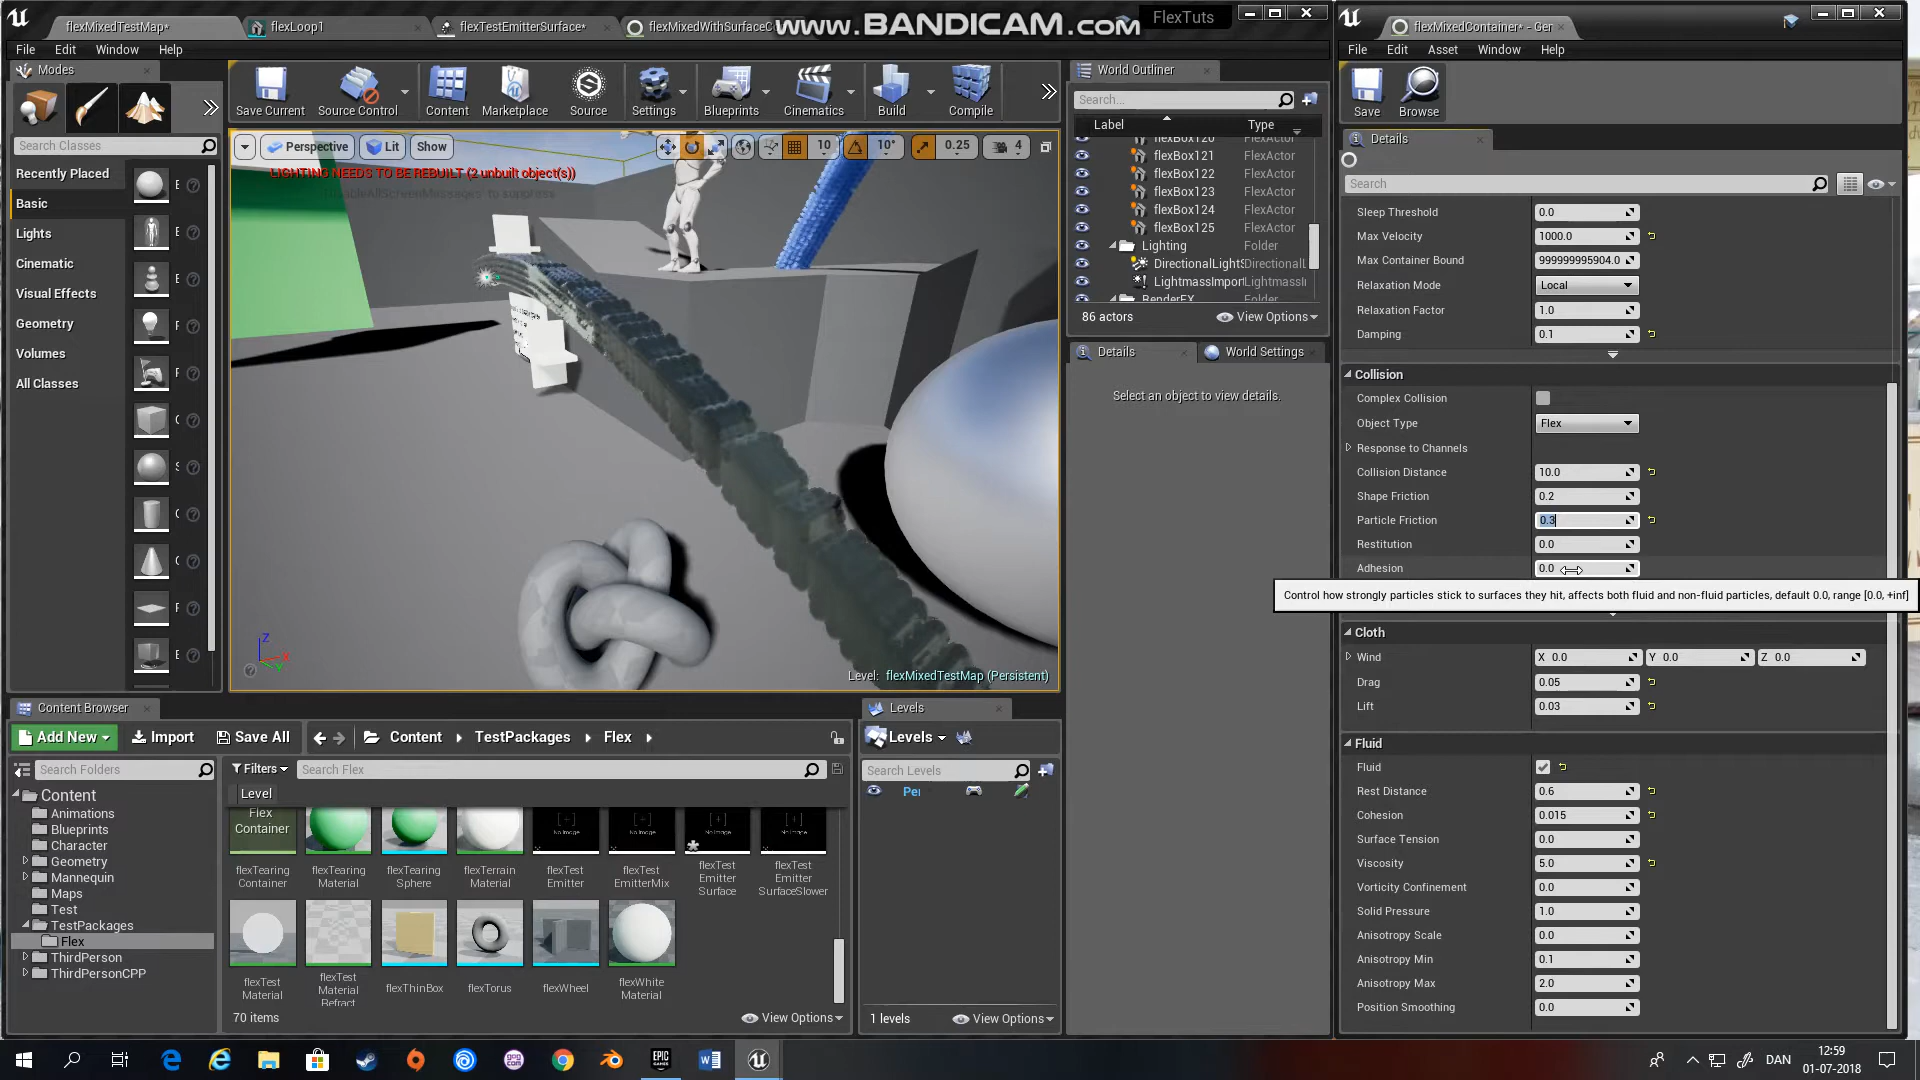 flexMixedTestMap*
flexLoop1
flexTestEmitterSurface*
flexMixedWithSurfaceC
www.BANDICAM.com
FlexTuts
flexMixedContainer* - Ger
File Edit Window Help
File Edit Asset Window Help
Modes
Search Classes
Recently Placed
Basic
Lights
Cinematic
Visual Effects
Geometry
Volumes
All Classes
Save Current
Source Control
Content
Marketplace
Source
Settings
Blueprints
Cinematics
Build
Compile
Perspective
Lit
Show
10
10°
0.25
4
LIGHTING NEEDS TO BE REBUILT (2 unbuilt object(s))
'DisableAllScreenMessages' to suppress
Level: flexMixedTestMap (Persistent)
World Outliner
Search...
Label Type
flexBox120 FlexActor
flexBox121 FlexActor
flexBox122 FlexActor
flexBox123 FlexActor
flexBox124 FlexActor
flexBox125 FlexActor
Lighting Folder
DirectionalLightS DirectionalL
LightmassImpor LightmassI
RenderFX Folder
86 actors
View Options
Details
World Settings
Select an object to view details.
Save
Browse
Details
Search
Sleep Threshold 0.0
Max Velocity 1000.0
Max Container Bound 999999995904.0
Relaxation Mode Local
Relaxation Factor 1.0
Damping 0.1
Collision
Complex Collision
Object Type Flex
Response to Channels
Collision Distance 10.0
Shape Friction 0.2
Particle Friction 0.3
Restitution 0.0
Adhesion 0.0
Control how strongly particles stick to surfaces they hit, affects both fluid and non-fluid particles, default 0.0, range [0.0, +inf]
Cloth
Wind X 0.0 Y 0.0 Z 0.0
Drag 0.05
Lift 0.03
Fluid
Fluid
Rest Distance 0.6
Cohesion 0.015
Surface Tension 0.0
Viscosity 5.0
Vorticity Confinement 0.0
Solid Pressure 1.0
Anisotropy Scale 0.0
Anisotropy Min 0.1
Anisotropy Max 2.0
Position Smoothing 0.0
Content Browser
Add New
Import
Save All
Content
TestPackages
Flex
Search Folders
Content
Animations
Blueprints
Character
Geometry
Mannequin
Maps
Test
TestPackages
Flex
ThirdPerson
ThirdPersonCPP
Filters
Search Flex
Level
Flex
Container
flexTearing
Container
flexTearing
Material
flexTearing
Sphere
flexTerrain
Material
flexTest
Emitter
flexTest
EmitterMix
flexTest
Emitter
Surface
flexTest
Emitter
SurfaceSlower
flexTest
Material
flexTest
Material
Refract
flexThinBox
flexTorus
flexWheel
flexWhite
Material
70 items
View Options
Levels
Levels
Search Levels
Per
1 levels
View Options
DAN
12:59
01-07-2018